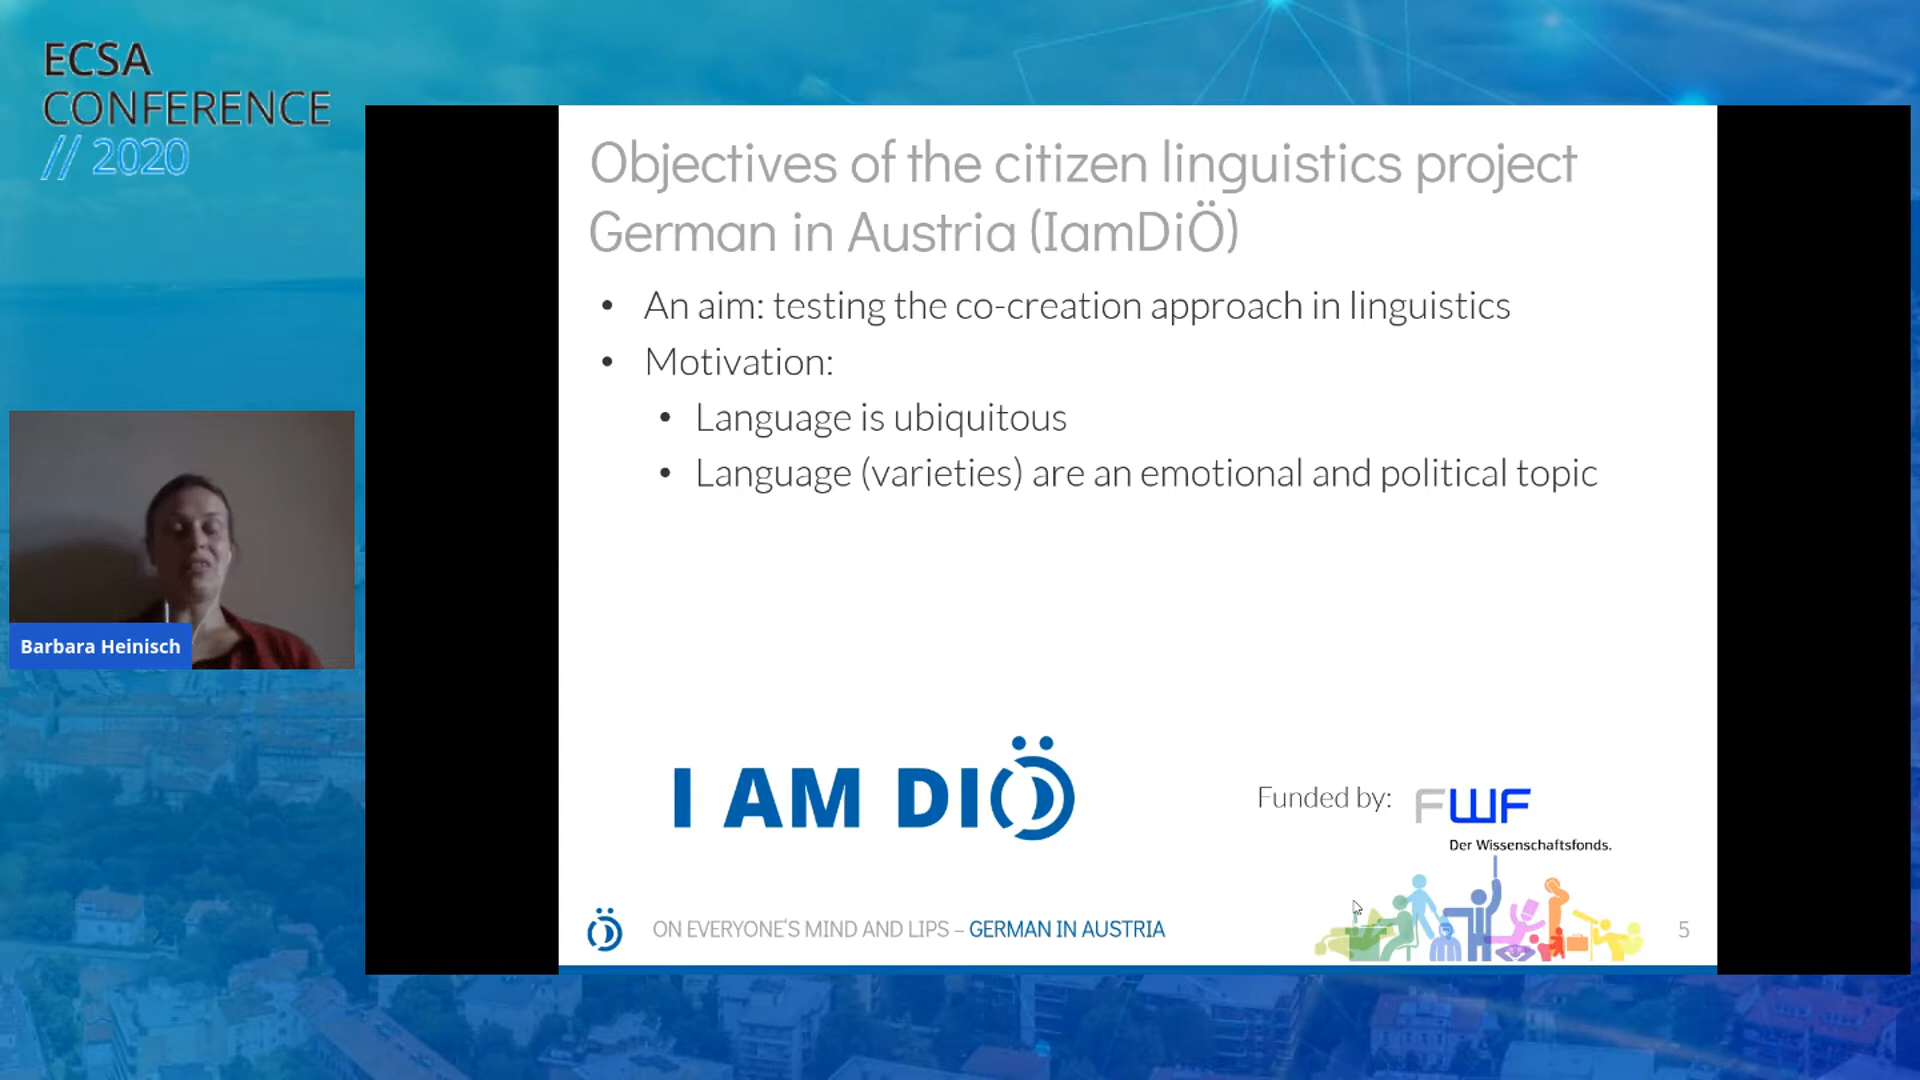 ECSA
CONFERENCE
// 2020
Objectives of the citizen linguistics project
German in Austria (IamDiÖ)
• An aim: testing the co-creation approach in linguistics
• Motivation:
• Language is ubiquitous
• Language (varieties) are an emotional and political topic
Barbara Heinisch
I AM DIÖ
Funded by: FWF
Der Wissenschaftsfonds.
ON EVERYONE'S MIND AND LIPS – GERMAN IN AUSTRIA
5